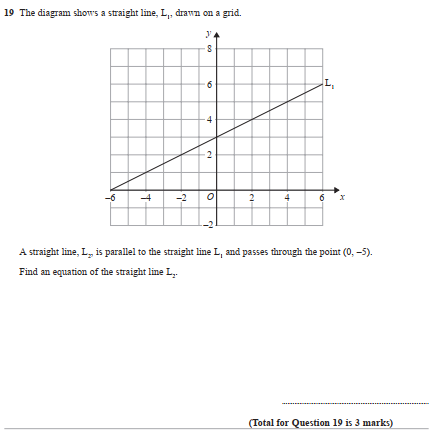 19 The diagram shows a straight line, L₁, drawn on a grid.
y
8
6
L₁
4
2
-6 -4 -2 O 2 4 6 x
-2
A straight line, L₂, is parallel to the straight line L₁ and passes through the point (0, –5).
Find an equation of the straight line L₂.
(Total for Question 19 is 3 marks)